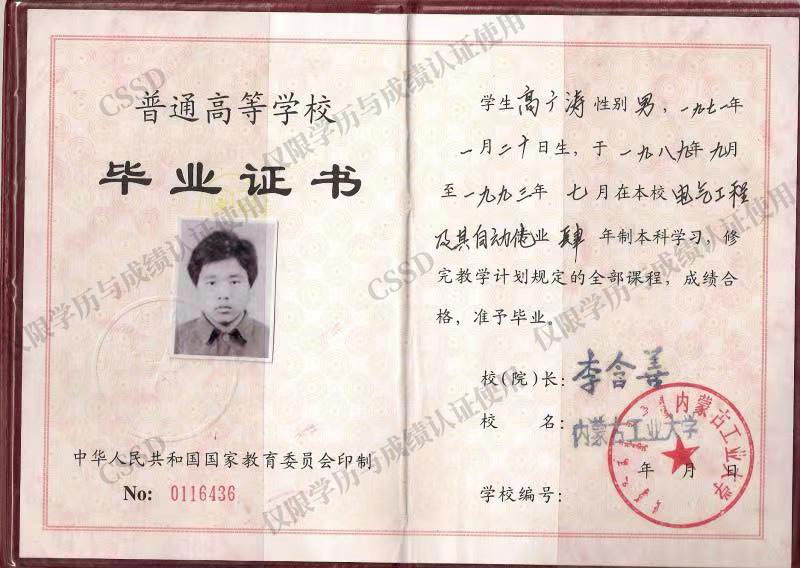 普通高等学校
毕业证书
中华人民共和国国家教育委员会印制
No: 0116436
学生高广涛性别男，一九七一年
一月二十日生，于一九八九年九月
至一九九三年七月在本校电气工程
及其自动化专业肆年制本科学习，修
完教学计划规定的全部课程，成绩合
格，准予毕业。
校(院)长：李含善
校名：内蒙古工业大学
年月日
学校编号：
内蒙古工业大学
CSSD
仅限学历与成绩认证使用
CSSD
仅限学历与成绩认证使用
CSSD
仅限学历与成绩认证使用
CSSD
仅限学历与成绩认证使用